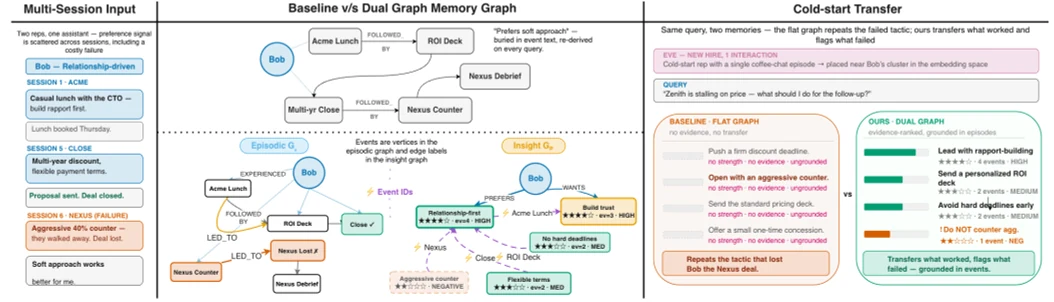 Multi-Session Input
Two reps, one assistant — preference signal
is scattered across sessions, including a
costly failure
Bob — Relationship-driven
SESSION 1 · ACME
Casual lunch with the CTO —
build rapport first.
Lunch booked Thursday.
SESSION 5 · CLOSE
Multi-year discount,
flexible payment terms.
Proposal sent. Deal closed.
SESSION 6 · NEXUS (FAILURE)
Aggressive 40% counter —
they walked away. Deal lost.
Soft approach works
better for me.
Baseline v/s Dual Graph Memory Graph
Bob
Acme Lunch
FOLLOWED_
BY
ROI Deck
"Prefers soft approach" —
buried in event text, re-derived
on every query.
Nexus Debrief
Multi-yr Close
FOLLOWED_
BY
Nexus Counter
Episodic G
Events are vertices in the
episodic graph and edge labels
in the insight graph
Insight G
Bob
EXPERIENCED
Acme Lunch
FOLLOWED_
BY
ROI Deck
Close ✓
LED_TO
LED_TO
Nexus Lost ✗
Nexus Counter
Nexus Debrief
⚡ Event IDs
Bob
PREFERS
WANTS
Relationship-first
★★★★☆ · ev=4 · HIGH
⚡ Acme Lunch
Build trust
★★★★☆ · ev=3 · HIGH
⚡ Nexus
No hard deadlines
★★★☆☆ · ev=2 · MED
⚡ Close
⚡ ROI Deck
Aggressive counter
★★☆☆☆ · NEGATIVE
Flexible terms
★★★☆☆ · ev=2 · MED
Cold-start Transfer
Same query, two memories — the flat graph repeats the failed tactic; ours transfers what worked and
flags what failed
EVE — NEW HIRE, 1 INTERACTION
Cold-start rep with a single coffee-chat episode → placed near Bob's cluster in the embedding space
QUERY
"Zenith is stalling on price — what should I do for the follow-up?"
BASELINE · FLAT GRAPH
no evidence, no transfer
Push a firm discount deadline.
no strength · no evidence · ungrounded
Open with an aggressive counter.
no strength · no evidence · ungrounded
Send the standard pricing deck.
no strength · no evidence · ungrounded
Offer a small one-time concession.
no strength · no evidence · ungrounded
Repeats the tactic that lost
Bob the Nexus deal.
vs
OURS · DUAL GRAPH
evidence-ranked, grounded in episodes
Lead with rapport-building
★★★★☆ · 4 events · HIGH
Send a personalized ROI
deck
★★★☆☆ · 2 events · MEDIUM
Avoid hard deadlines early
★★★☆☆ · 2 events · MEDIUM
! Do NOT counter agg.
★★☆☆☆ · 1 event · NEG
Transfers what worked, flags what
failed — grounded in events.